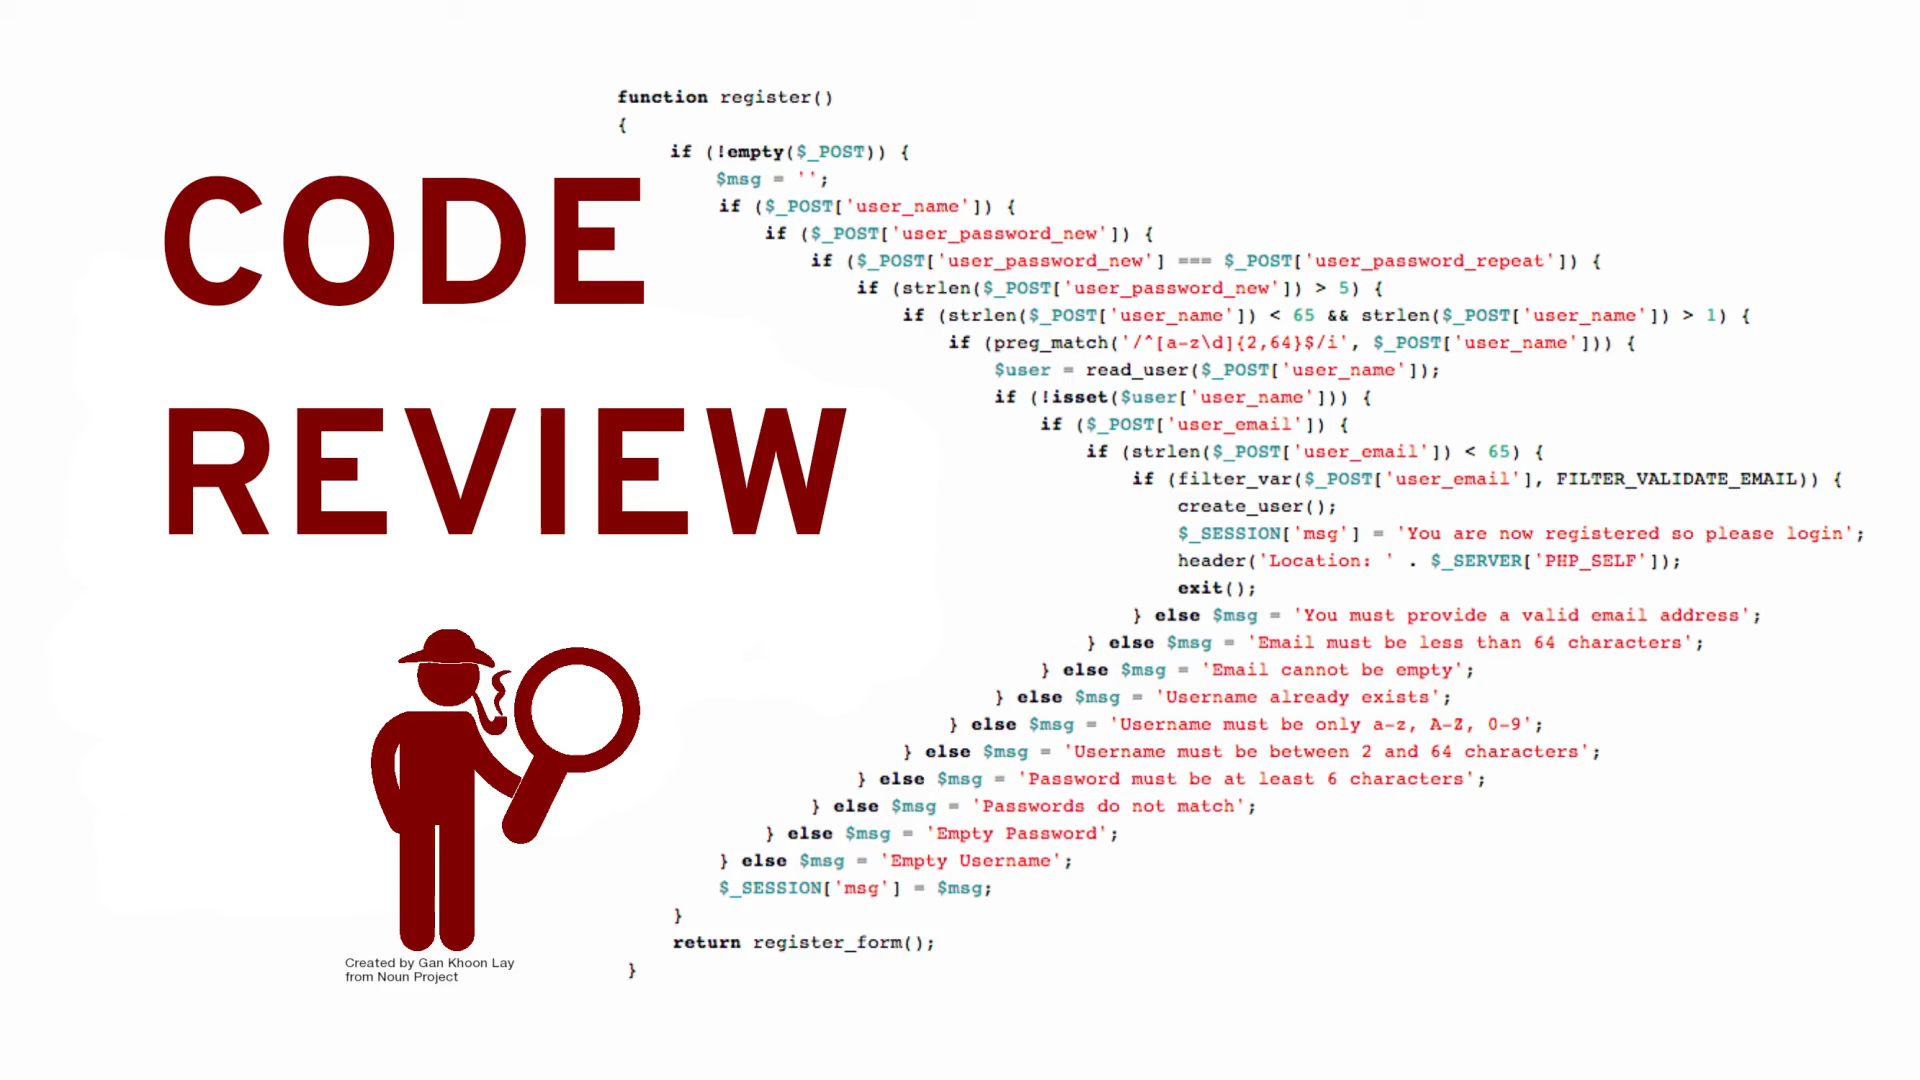 CODE
REVIEW
Created by Gan Khoon Lay
from Noun Project
function register()
{
if (!empty($_POST)) {
$msg = '';
if ($_POST['user_name']) {
if ($_POST['user_password_new']) {
if ($_POST['user_password_new'] === $_POST['user_password_repeat']) {
if (strlen($_POST['user_password_new']) > 5) {
if (strlen($_POST['user_name']) < 65 && strlen($_POST['user_name']) > 1) {
if (preg_match('/^[a-z\d]{2,64}$/i', $_POST['user_name'])) {
$user = read_user($_POST['user_name']);
if (!isset($user['user_name'])) {
if ($_POST['user_email']) {
if (strlen($_POST['user_email']) < 65) {
if (filter_var($_POST['user_email'], FILTER_VALIDATE_EMAIL)) {
create_user();
$_SESSION['msg'] = 'You are now registered so please login';
header('Location: ' . $_SERVER['PHP_SELF']);
exit();
} else $msg = 'You must provide a valid email address';
} else $msg = 'Email must be less than 64 characters';
} else $msg = 'Email cannot be empty';
} else $msg = 'Username already exists';
} else $msg = 'Username must be only a-z, A-Z, 0-9';
} else $msg = 'Username must be between 2 and 64 characters';
} else $msg = 'Password must be at least 6 characters';
} else $msg = 'Passwords do not match';
} else $msg = 'Empty Password';
} else $msg = 'Empty Username';
$_SESSION['msg'] = $msg;
}
return register_form();
}